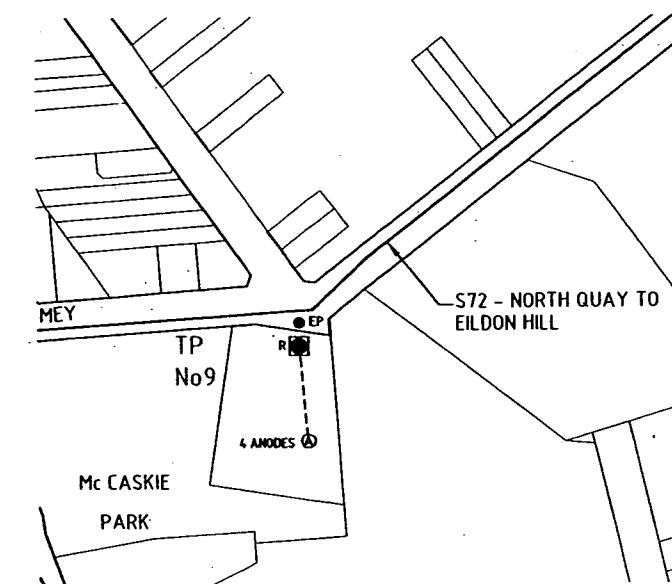 S72 - NORTH QUAY TO
EILDON HILL
MEY
EP
TP
No9
R
4 ANODES
A
Mc CASKIE
PARK